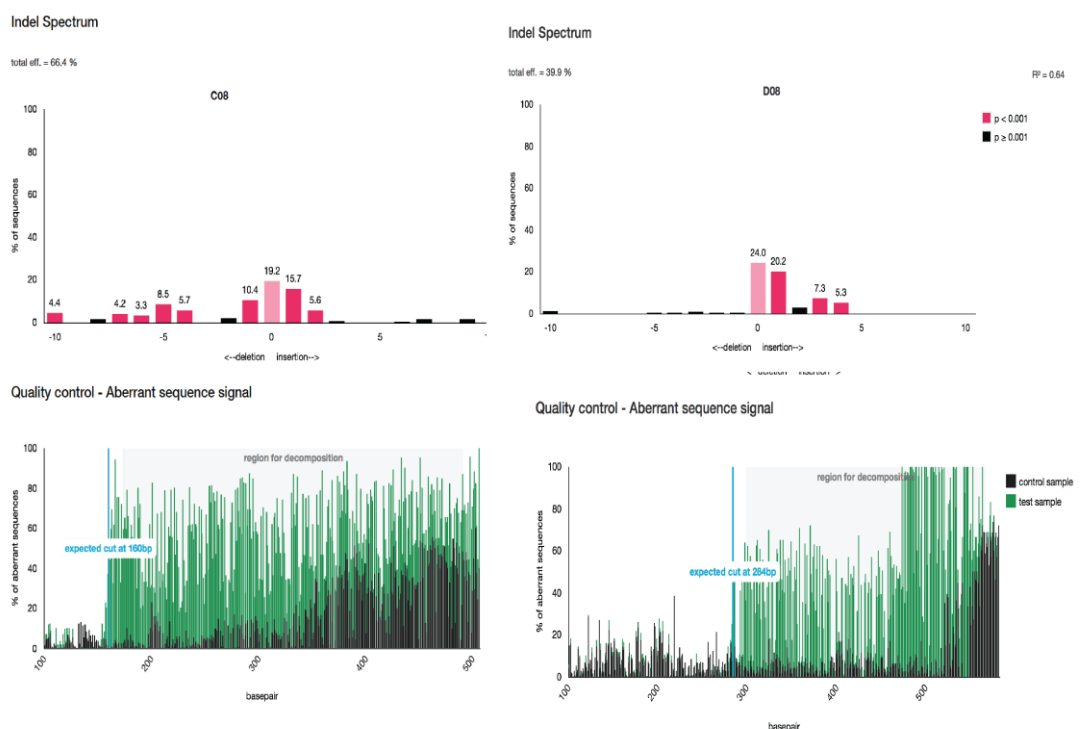 Indel Spectrum
total eff. = 66.4 %
C08
% of sequences
100
80
60
40
20
0
4.4
4.2
3.3
8.5
5.7
10.4
19.2
15.7
5.6
-10
-5
0
5
<--deletion insertion-->
Indel Spectrum
total eff. = 39.9 %
R² = 0.64
D08
p < 0.001
p ≥ 0.001
% of sequences
100
80
60
40
20
0
24.0
20.2
7.3
5.3
-10
-5
0
5
10
<--deletion insertion-->
Quality control - Aberrant sequence signal
% of aberrant sequences
100
80
60
40
20
0
region for decomposition
expected cut at 160bp
100
200
300
400
500
basepair
Quality control - Aberrant sequence signal
% of aberrant sequences
100
80
60
40
20
0
region for decomposition
expected cut at 284bp
control sample
test sample
100
200
300
400
500
basepair